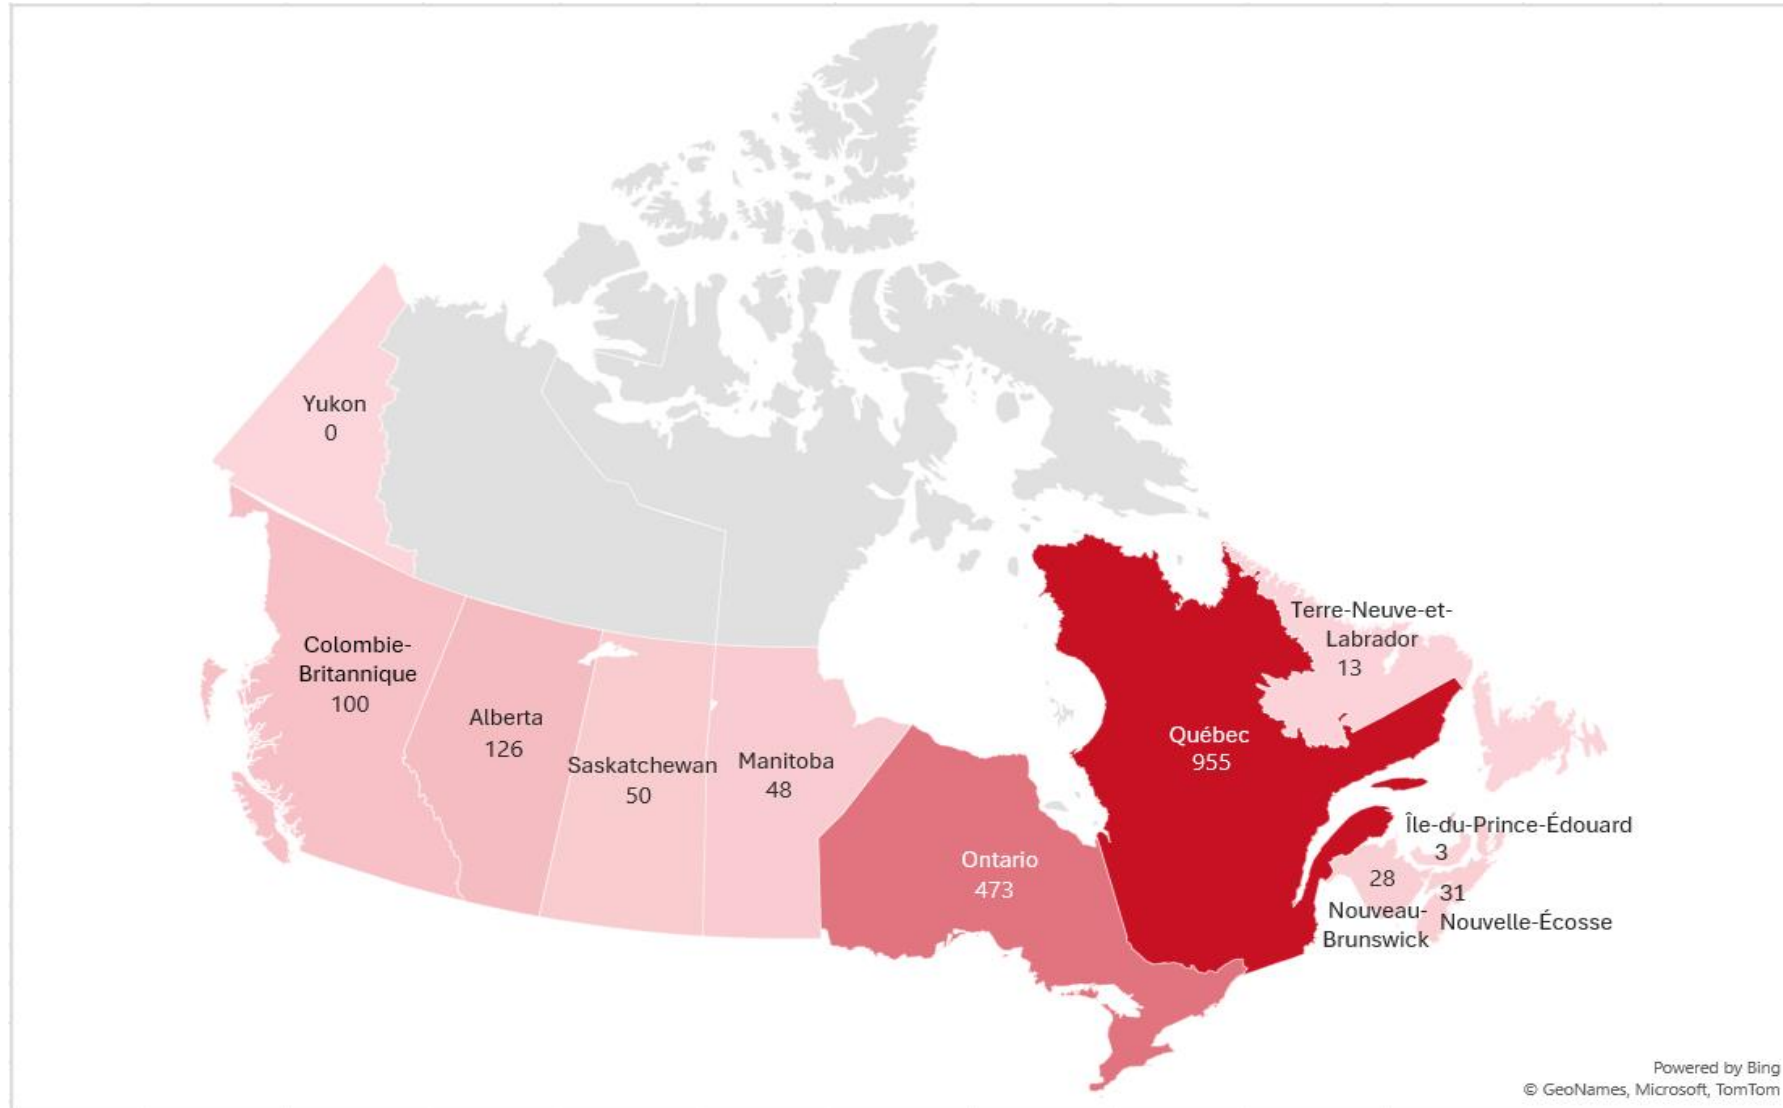 Yukon
0
Colombie-
Britannique
100
Alberta
126
Saskatchewan
50
Manitoba
48
Ontario
473
Québec
955
Terre-Neuve-et-
Labrador
13
Île-du-Prince-Édouard
3
28
Nouveau-
Brunswick
31
Nouvelle-Écosse
Powered by Bing
© GeoNames, Microsoft, TomTom